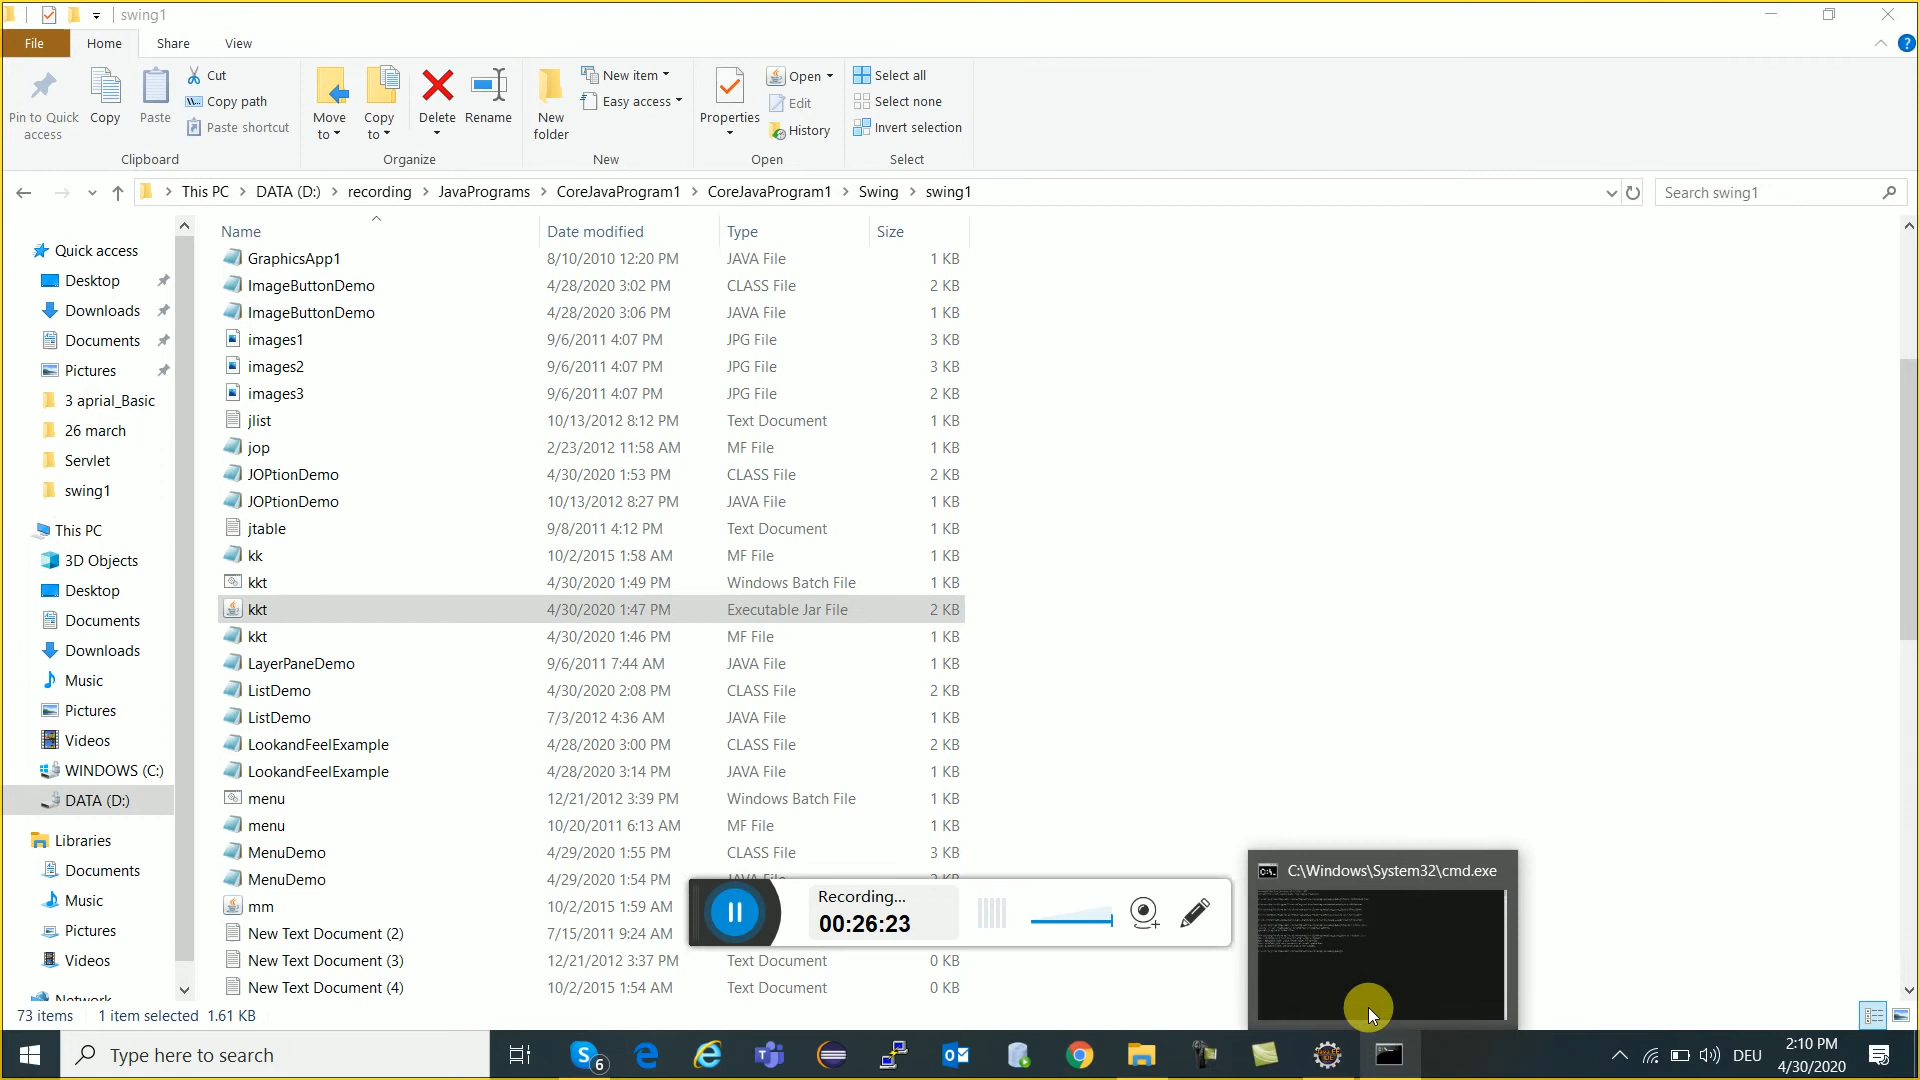 swing1
File Home Share View
Pin to Quick access
Copy
Paste
Cut
Copy path
Paste shortcut
Clipboard
Move to
Copy to
Delete
Rename
Organize
New folder
New item
Easy access
New
Properties
Open
Edit
History
Open
Select all
Select none
Invert selection
Select
This PC > DATA (D:) > recording > JavaPrograms > CoreJavaProgram1 > CoreJavaProgram1 > Swing > swing1
Search swing1
Quick access
Desktop
Downloads
Documents
Pictures
3 aprial_Basic
26 march
Servlet
swing1
This PC
3D Objects
Desktop
Documents
Downloads
Music
Pictures
Videos
WINDOWS (C:)
DATA (D:)
Libraries
Documents
Music
Pictures
Videos
Network
Name Date modified Type Size
GraphicsApp1 8/10/2010 12:20 PM JAVA File 1 KB
ImageButtonDemo 4/28/2020 3:02 PM CLASS File 2 KB
ImageButtonDemo 4/28/2020 3:06 PM JAVA File 1 KB
images1 9/6/2011 4:07 PM JPG File 3 KB
images2 9/6/2011 4:07 PM JPG File 3 KB
images3 9/6/2011 4:07 PM JPG File 2 KB
jlist 10/13/2012 8:12 PM Text Document 1 KB
jop 2/23/2012 11:58 AM MF File 1 KB
JOPtionDemo 4/30/2020 1:53 PM CLASS File 2 KB
JOPtionDemo 10/13/2012 8:27 PM JAVA File 1 KB
jtable 9/8/2011 4:12 PM Text Document 1 KB
kk 10/2/2015 1:58 AM MF File 1 KB
kkt 4/30/2020 1:49 PM Windows Batch File 1 KB
kkt 4/30/2020 1:47 PM Executable Jar File 2 KB
kkt 4/30/2020 1:46 PM MF File 1 KB
LayerPaneDemo 9/6/2011 7:44 AM JAVA File 1 KB
ListDemo 4/30/2020 2:08 PM CLASS File 2 KB
ListDemo 7/3/2012 4:36 AM JAVA File 1 KB
LookandFeelExample 4/28/2020 3:00 PM CLASS File 2 KB
LookandFeelExample 4/28/2020 3:14 PM JAVA File 1 KB
menu 12/21/2012 3:39 PM Windows Batch File 1 KB
menu 10/20/2011 6:13 AM MF File 1 KB
MenuDemo 4/29/2020 1:55 PM CLASS File 3 KB
MenuDemo 4/29/2020 1:54 PM JAVA File 2 KB
mm 10/2/2015 1:59 AM
New Text Document (2) 7/15/2011 9:24 AM
New Text Document (3) 12/21/2012 3:37 PM Text Document 0 KB
New Text Document (4) 10/2/2015 1:54 AM Text Document 0 KB
Recording...
00:26:23
C:\Windows\System32\cmd.exe
73 items 1 item selected 1.61 KB
Type here to search
6
DEU
2:10 PM
4/30/2020